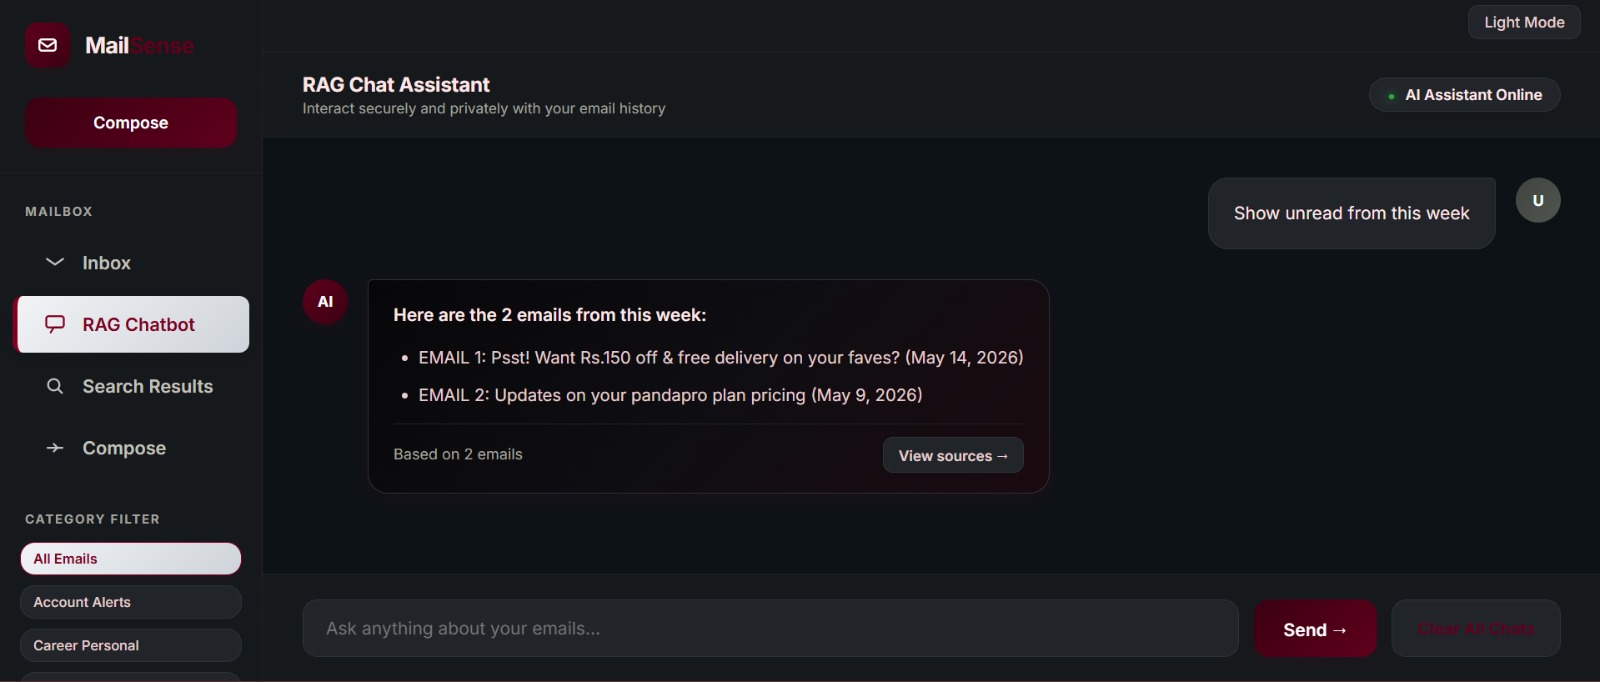 MailSense
Light Mode
Compose
RAG Chat Assistant
Interact securely and privately with your email history
AI Assistant Online
MAILBOX
Inbox
RAG Chatbot
Search Results
Compose
CATEGORY FILTER
All Emails
Account Alerts
Career Personal
Show unread from this week
U
AI
Here are the 2 emails from this week:
• EMAIL 1: Psst! Want Rs.150 off & free delivery on your faves? (May 14, 2026)
• EMAIL 2: Updates on your pandapro plan pricing (May 9, 2026)
Based on 2 emails
View sources →
Ask anything about your emails...
Send →
Clear All Chats